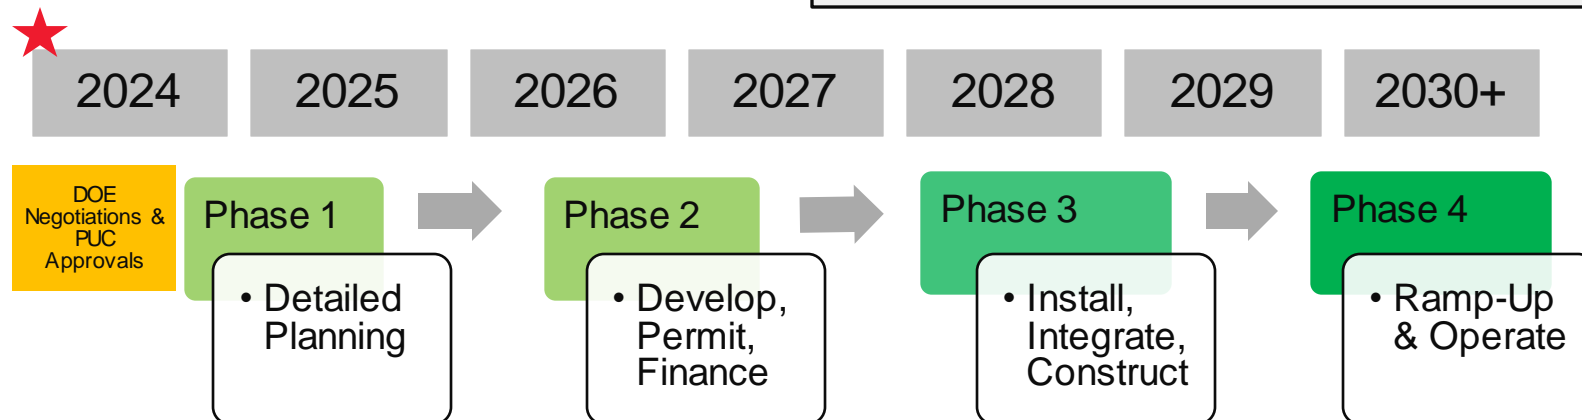 2024
2025
2026
2027
2028
2029
2030+
DOE
Negotiations &
PUC
Approvals
Phase 1
• Detailed
Planning
Phase 2
• Develop,
Permit,
Finance
Phase 3
• Install,
Integrate,
Construct
Phase 4
• Ramp-Up
& Operate